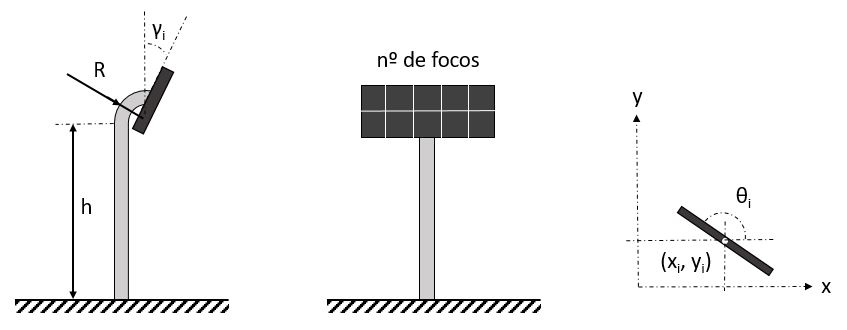 γi
R
h
nº de focos
y
θi
(xi, yi)
x